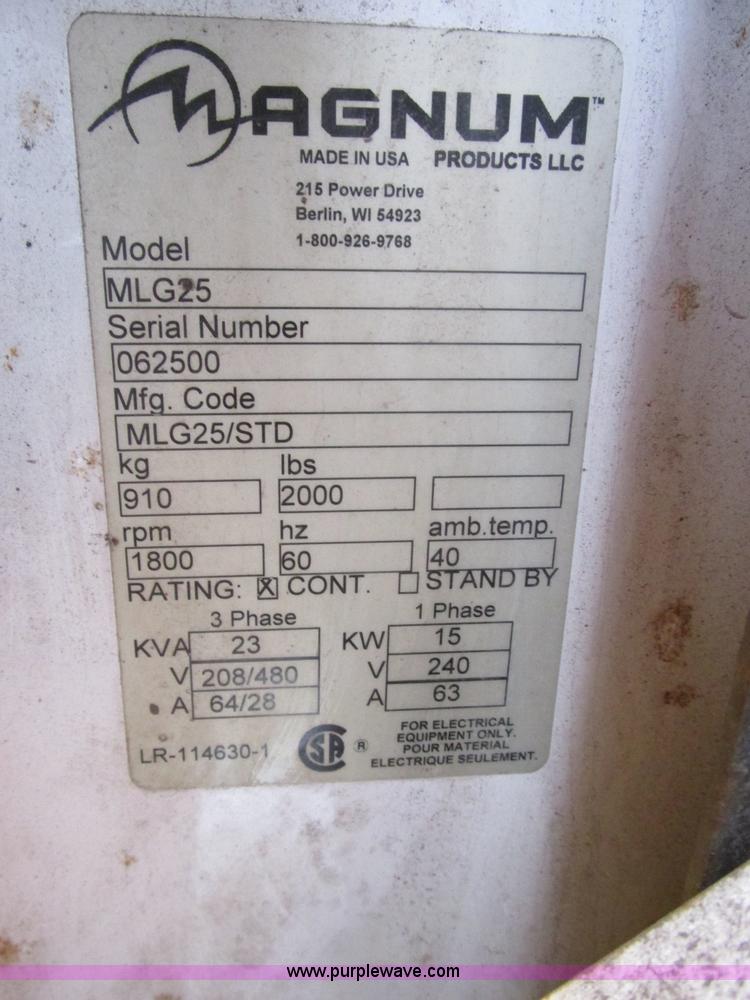 MAGNUM™
MADE IN USA PRODUCTS LLC
215 Power Drive
Berlin, WI 54923
1-800-926-9768
Model
MLG25
Serial Number
062500
Mfg. Code
MLG25/STD
kg lbs
910 2000
rpm hz amb.temp.
1800 60 40
RATING: X CONT. STAND BY
3 Phase 1 Phase
KVA 23 KW 15
V 208/480 V 240
A 64/28 A 63
LR-114630-1 SA ® FOR ELECTRICAL
EQUIPMENT ONLY.
POUR MATERIAL
ELECTRIQUE SEULEMENT.
www.purplewave.com